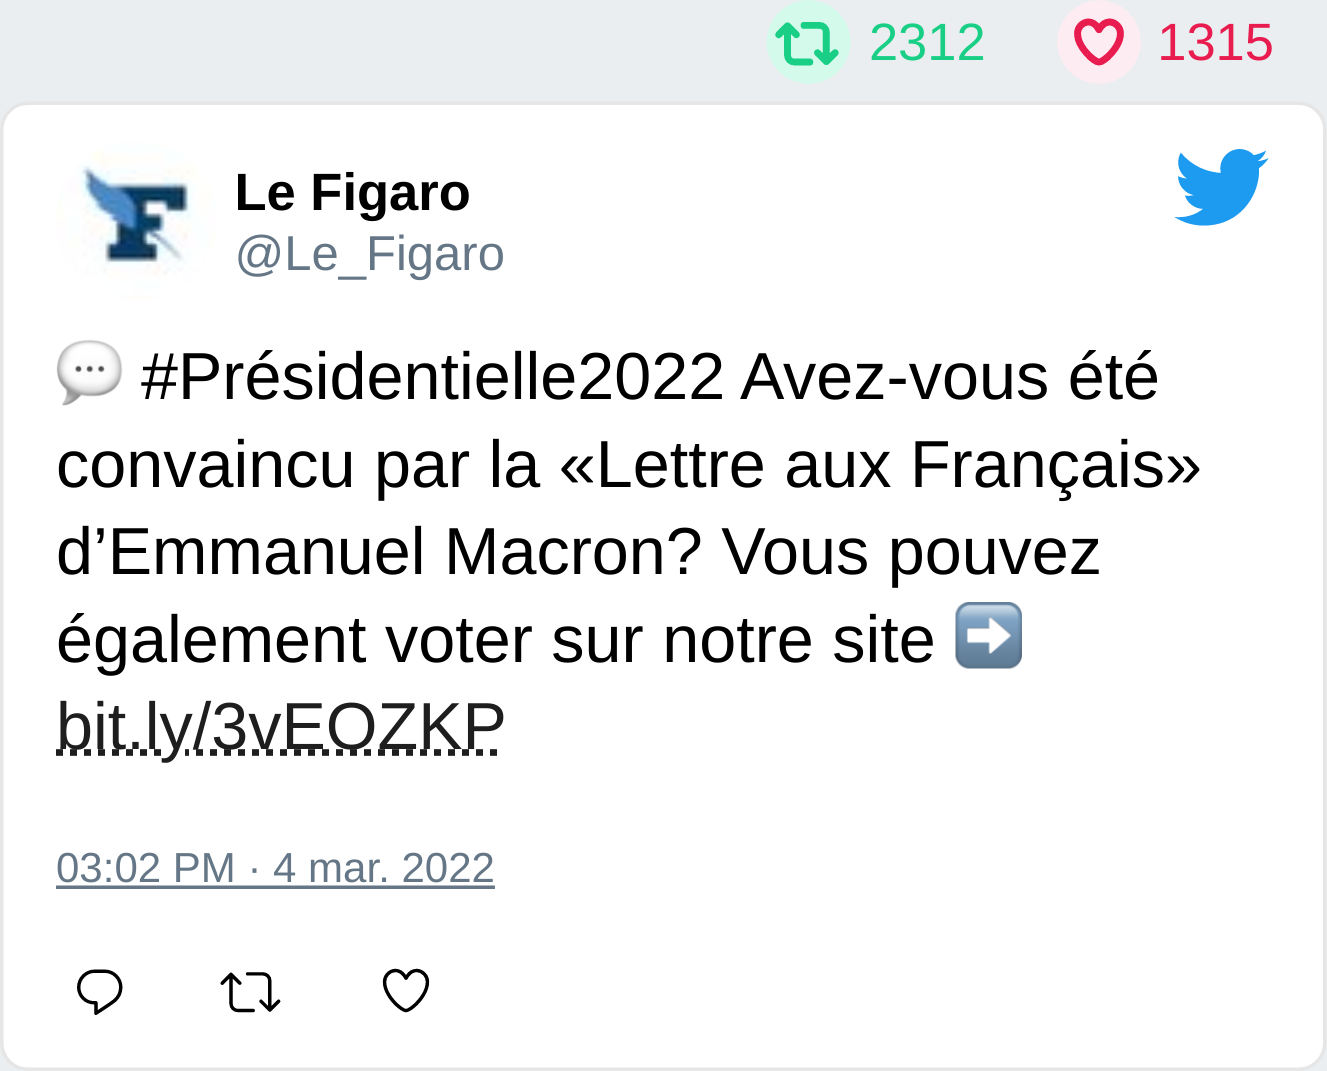 2312 1315
Le Figaro
@Le_Figaro
💬 #Présidentielle2022 Avez-vous été
convaincu par la «Lettre aux Français»
d’Emmanuel Macron? Vous pouvez
également voter sur notre site ➡️
bit.ly/3vEOZKP
03:02 PM · 4 mar. 2022